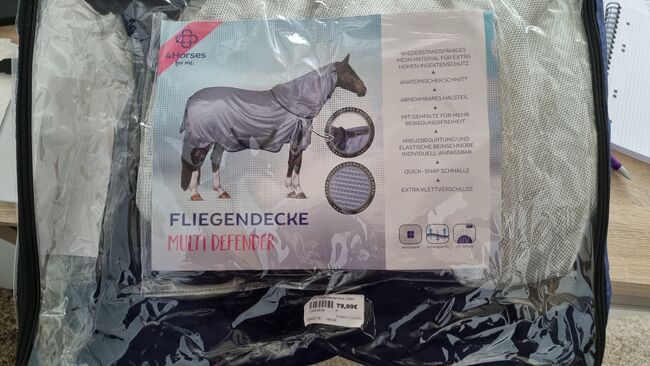 4Horses
for me.
WIEDERSTANDSFÄHIGES
MESH MATERIAL FÜR EXTRA
HOHEN INSEKTENSCHUTZ
ANATOMISCHER SCHNITT
ABNEHMBARES HALSTEIL
MIT GEHFALTE FÜR MEHR
BEWEGUNGSFREIHEIT
KREUZBEGURTUNG UND
ELASTISCHE BEINSCHNÜRE
INDIVIDUELL ANPASSBAR
QUICK-SNAP SCHNALLE
EXTRA KLETTVERSCHLUSS
FLIEGENDECKE
MULTI DEFENDER
79,99€